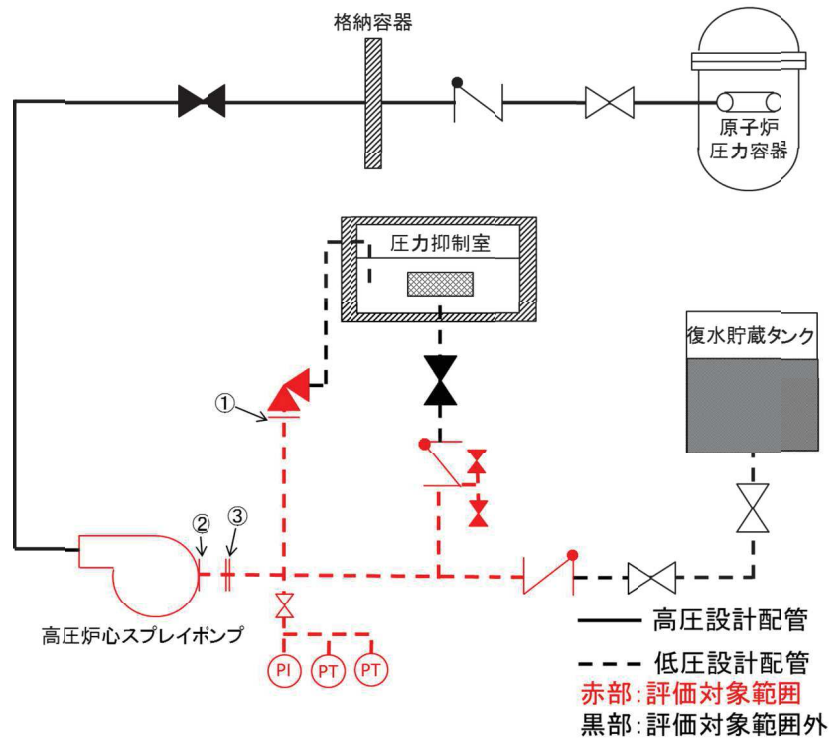 格納容器
原子炉
圧力容器
圧力抑制室
復水貯蔵タンク
①
②
③
高圧炉心スプレイポンプ
PI
PT
PT
高圧設計配管
低圧設計配管
赤部:評価対象範囲
黒部:評価対象範囲外